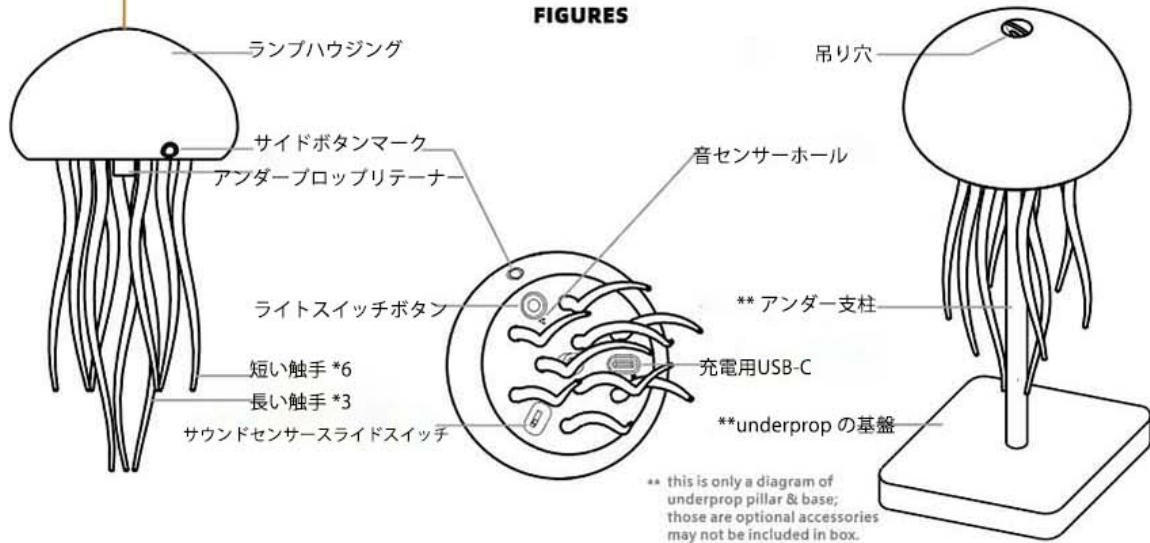 FIGURES
ランプハウジング
吊り穴
サイドボタンマーク
アンダープロップリテーナー
音センサーホール
ライトスイッチボタン
** アンダー支柱
短い触手 *6
充電用USB-C
長い触手 *3
サウンドセンサースライドスイッチ
**underprop の基盤
** this is only a diagram of
underprop pillar & base;
those are optional accessories
may not be included in box.